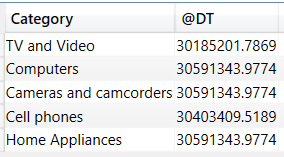 Category @DT
TV and Video 30185201.7869
Computers 30591343.9774
Cameras and camcorders 30591343.9774
Cell phones 30403409.5189
Home Appliances 30591343.9774